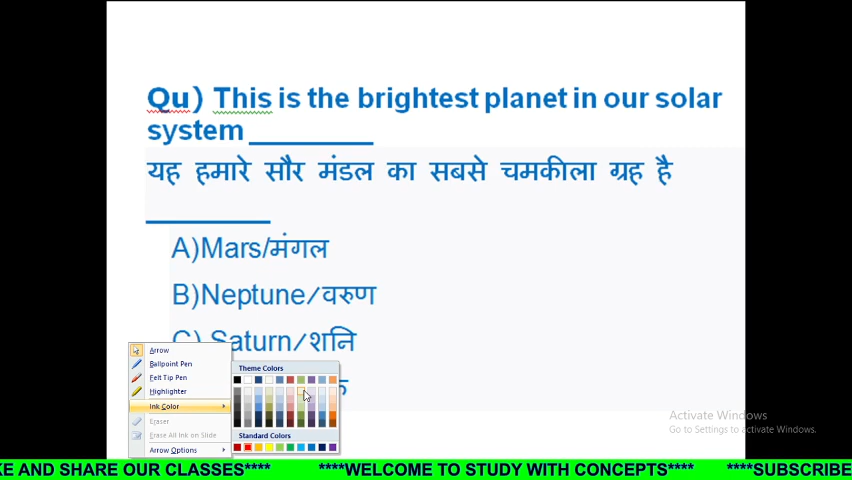 Qu) This is the brightest planet in our solar
system ________
यह हमारे सौर मंडल का सबसे चमकीला ग्रह है
________
A)Mars/मंगल
B)Neptune/वरुण
C) Saturn/शनि
Arrow
Ballpoint Pen
Felt Tip Pen
Highlighter
Ink Color
Eraser
Erase All Ink on Slide
Arrow Options
Theme Colors
Standard Colors
Activate Windows
Go to Settings to activate Windows.
KE AND SHARE OUR CLASSES**** ****WELCOME TO STUDY WITH CONCEPTS**** ****SUBSCRIBE